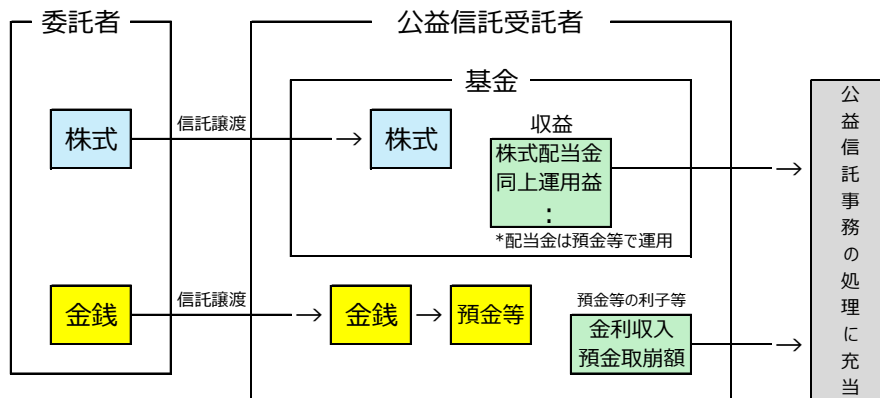 委託者
公益信託受託者
基金
株式
信託譲渡
→
株式
収益
株式配当金
同上運用益
:
*配当金は預金等で運用
→
金銭
信託譲渡
→
金銭
→
預金等
預金等の利子等
金利収入
預金取崩額
→
公益信託事務の処理に充当